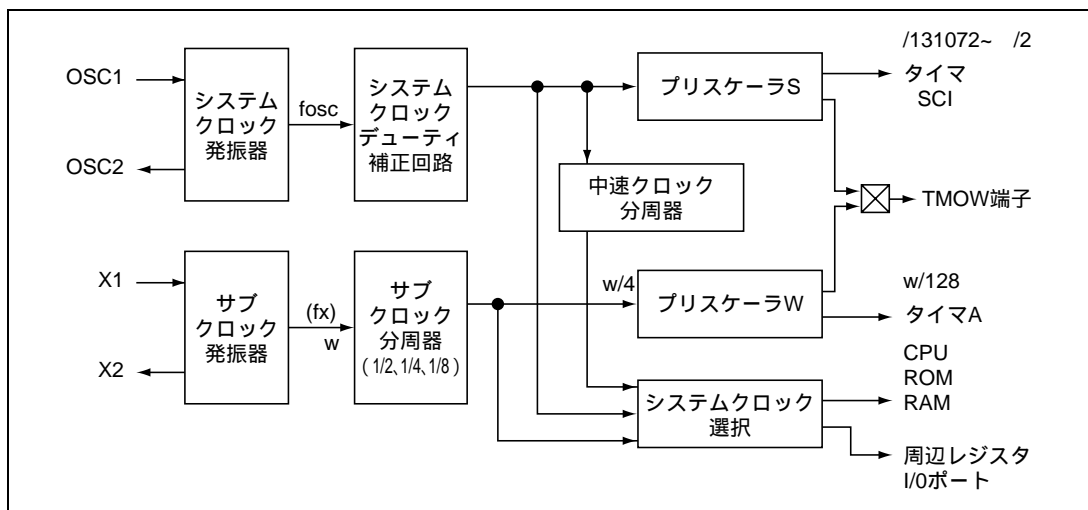 OSC1
OSC2
システム
クロック
発振器
fosc
システム
クロック
デューティ
補正回路
プリスケーラS
/131072~ /2
タイマ
SCI
中速クロック
分周器
TMOW端子
X1
X2
サブ
クロック
発振器
(fx)
w
サブ
クロック
分周器
(1/2、1/4、1/8)
w/4
プリスケーラW
w/128
タイマA
システムクロック
選択
CPU
ROM
RAM
周辺レジスタ
I/0ポート